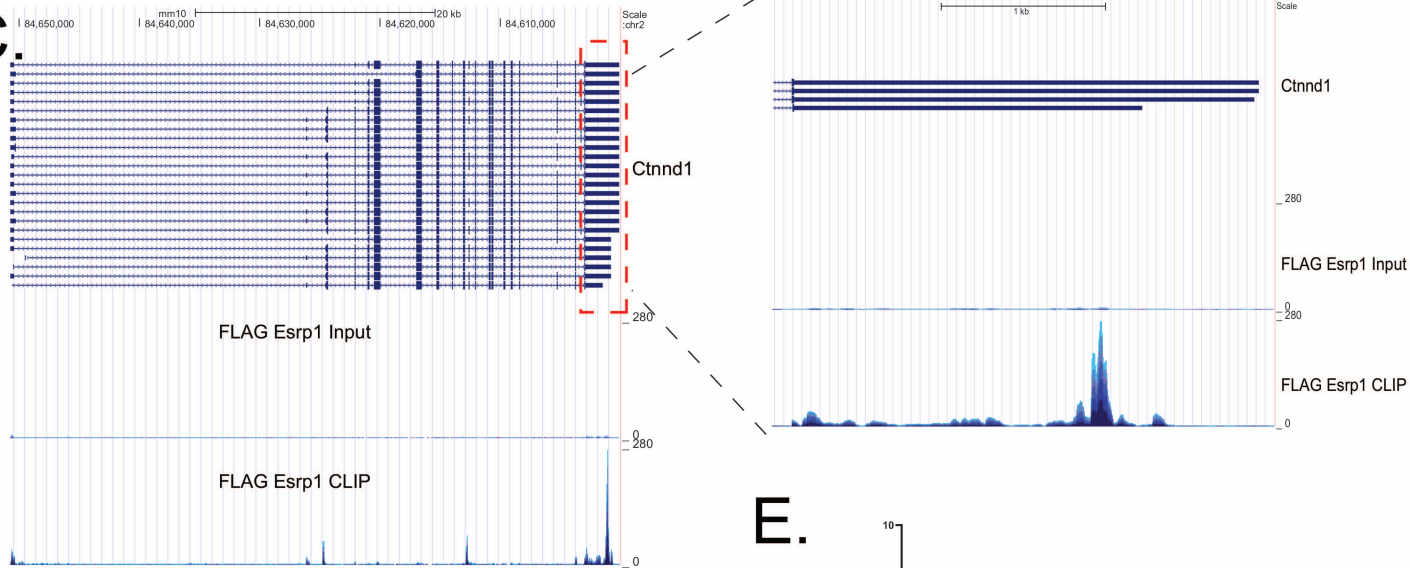 C.
mm10 20 kb Scale
84,650,000 84,640,000 84,630,000 84,620,000 84,610,000 :chr2
Ctnnd1
280
FLAG Esrp1 Input
0
280
FLAG Esrp1 CLIP
0
Scale
1 kb
Ctnnd1
280
FLAG Esrp1 Input
0
280
FLAG Esrp1 CLIP
0
E.
10